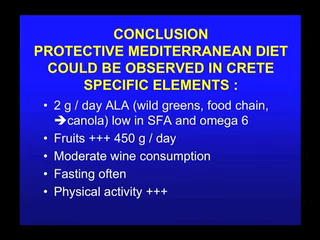 CONCLUSION
PROTECTIVE MEDITERRANEAN DIET
COULD BE OBSERVED IN CRETE
SPECIFIC ELEMENTS :
• 2 g / day ALA (wild greens, food chain,
➔canola) low in SFA and omega 6
• Fruits +++ 450 g / day
• Moderate wine consumption
• Fasting often
• Physical activity +++